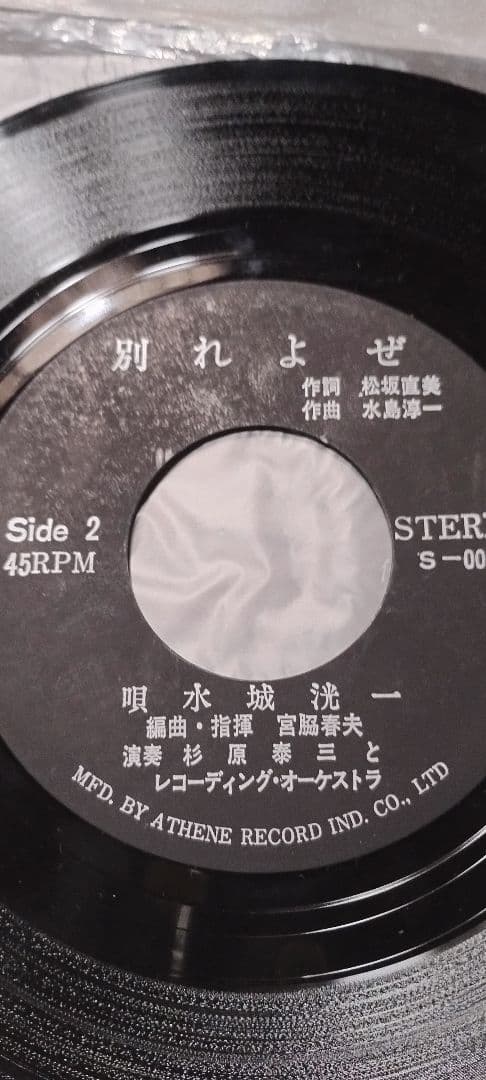 別れよぜ
作詞 松坂直美
作曲 水島淳一
Side 2
45RPM
STER
S-00
唄 水城洸一
編曲・指揮 宮脇春夫
演奏 杉原泰三と
レコーディング・オーケストラ
MFD. BY ATHENE RECORD IND. CO., LTD